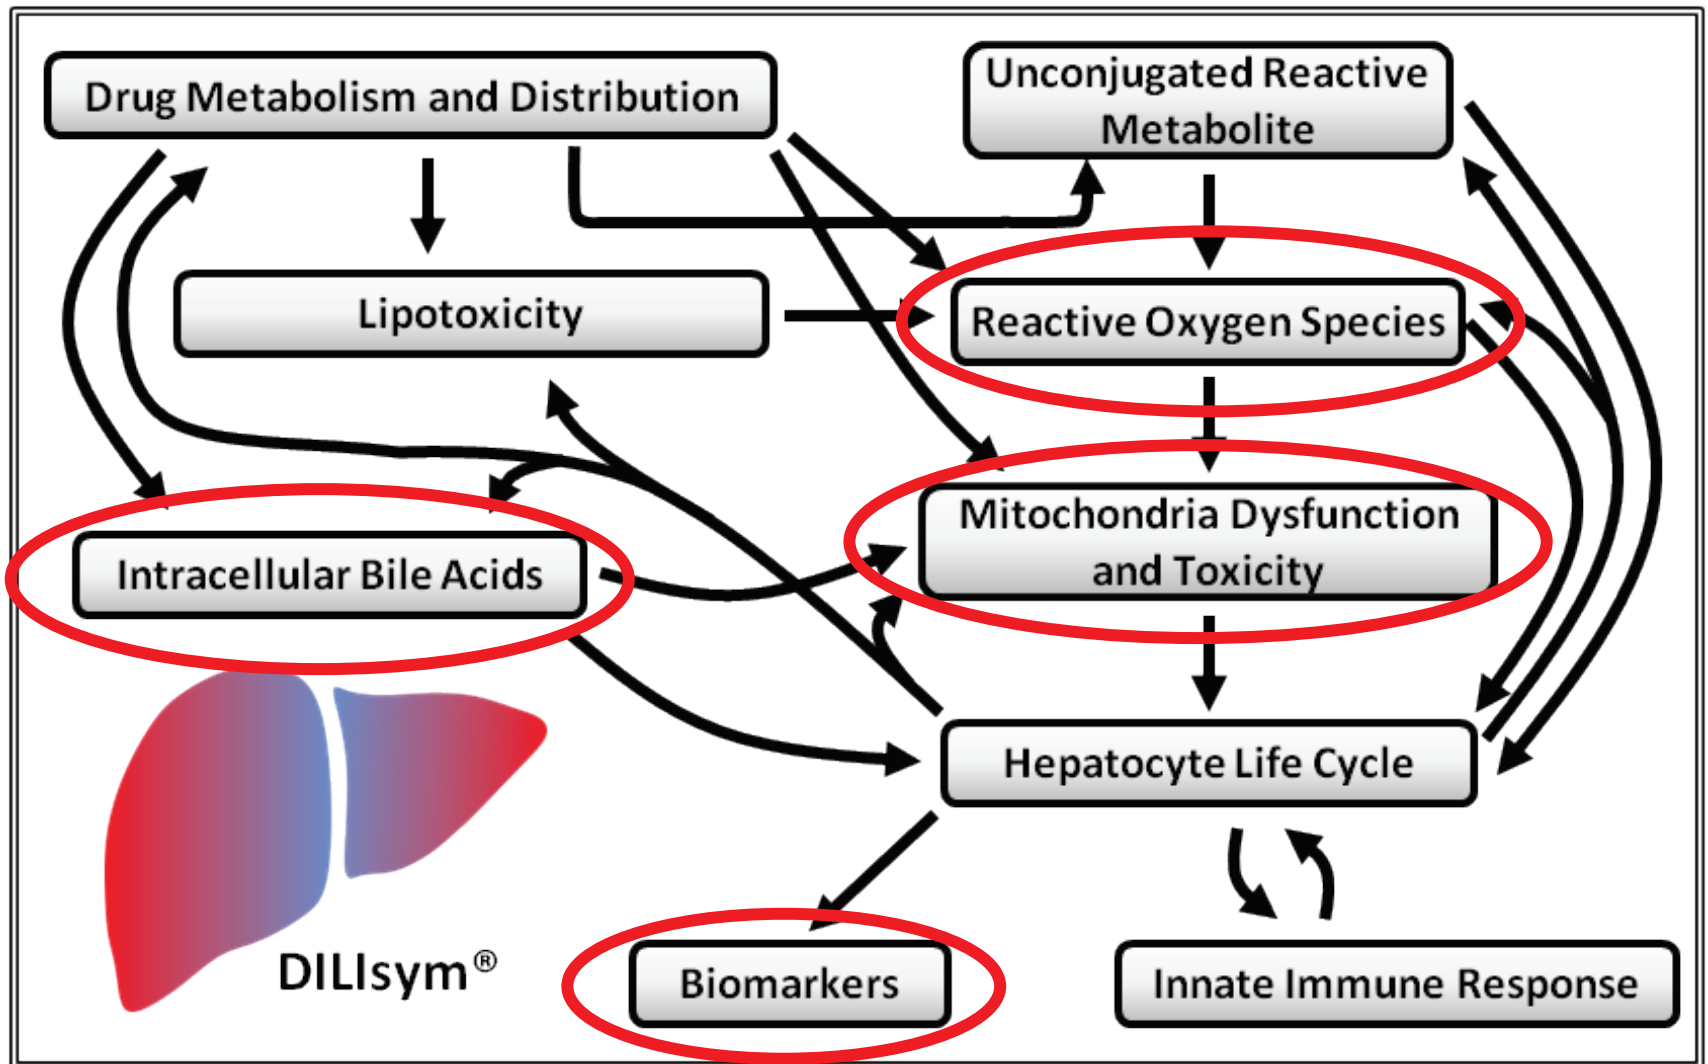 Drug Metabolism and Distribution
Unconjugated Reactive
Metabolite
Lipotoxicity
Reactive Oxygen Species
Mitochondria Dysfunction
and Toxicity
Intracellular Bile Acids
Hepatocyte Life Cycle
DILIsym®
Biomarkers
Innate Immune Response